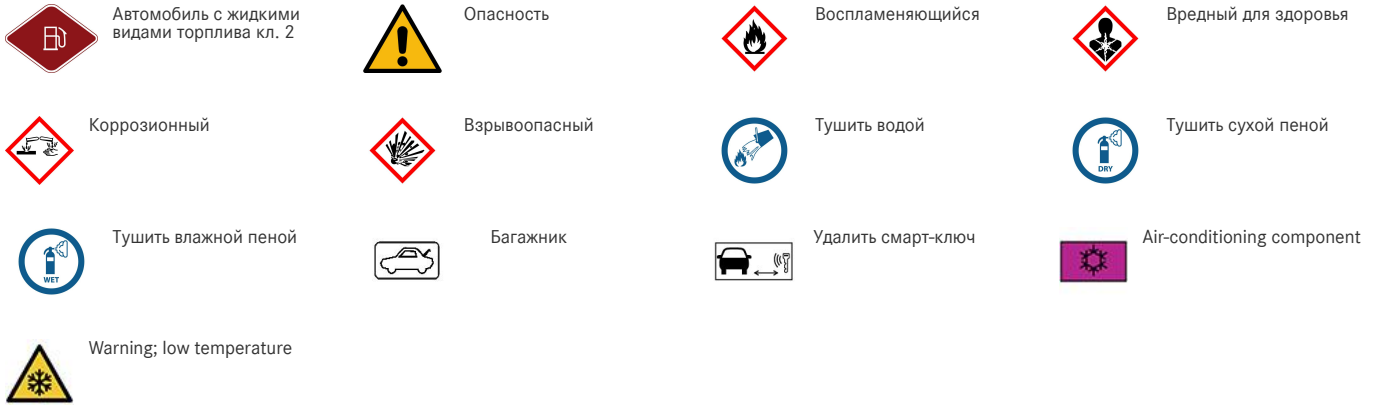 Автомобиль с жидкими
видами торплива кл. 2
Опасность
Воспламеняющийся
Вредный для здоровья
Коррозионный
Взрывоопасный
Тушить водой
Тушить сухой пеной
DRY
Тушить влажной пеной
WET
Багажник
Удалить смарт-ключ
Air-conditioning component
Warning; low temperature